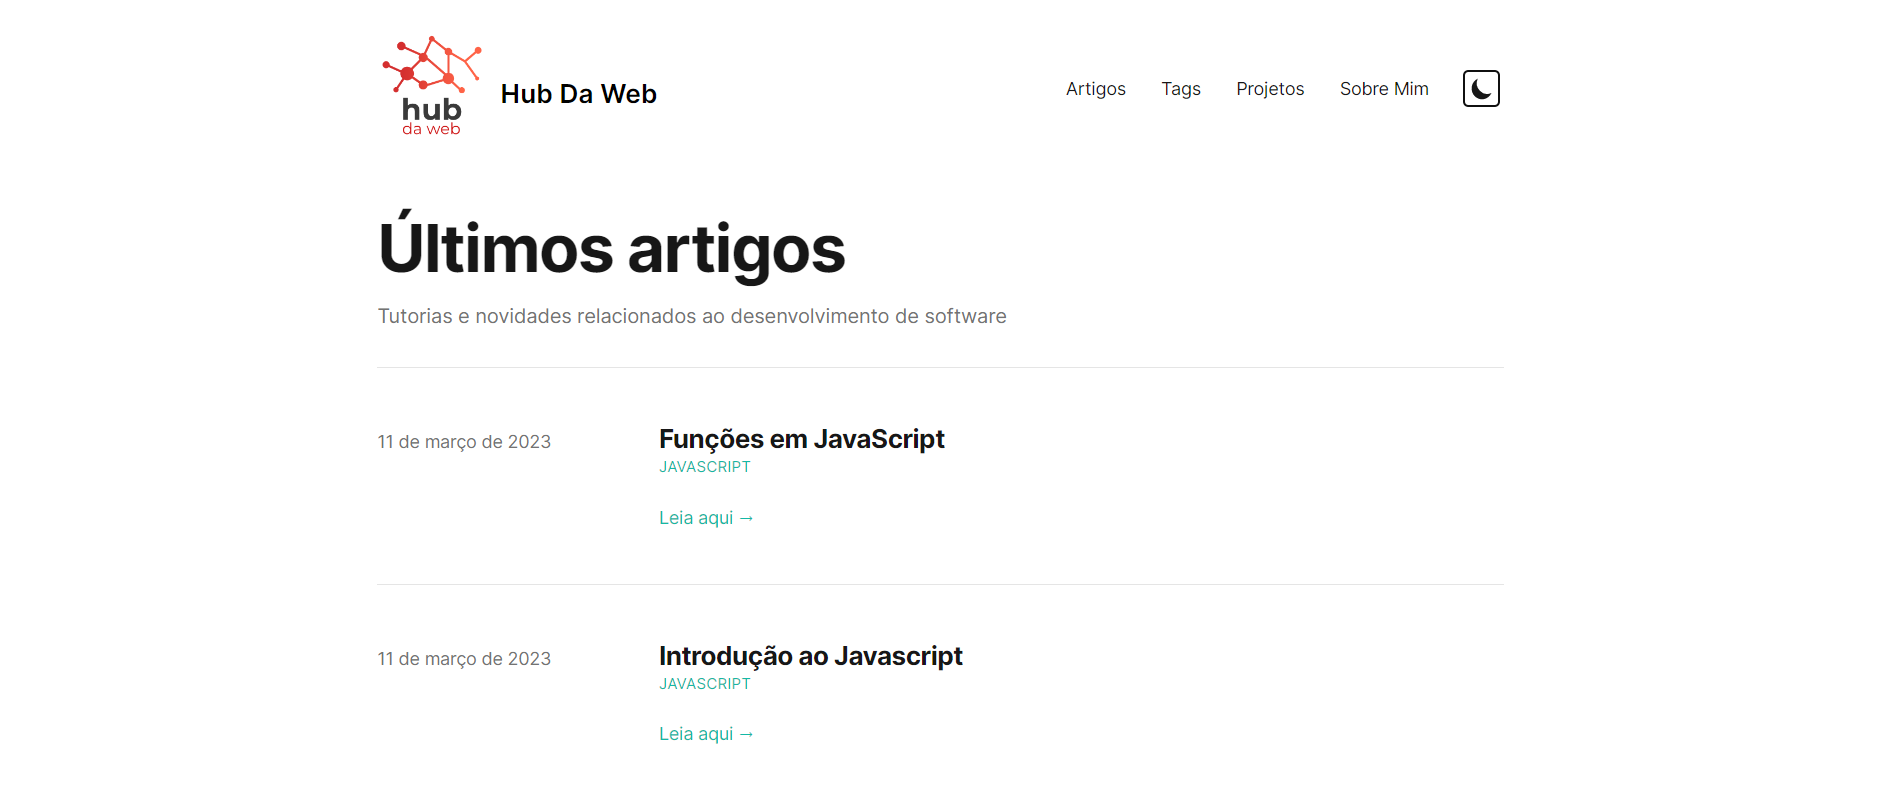 hub
da web
Hub Da Web
Artigos Tags Projetos Sobre Mim
Últimos artigos
Tutorias e novidades relacionados ao desenvolvimento de software
11 de março de 2023
Funções em JavaScript
JAVASCRIPT
Leia aqui →
11 de março de 2023
Introdução ao Javascript
JAVASCRIPT
Leia aqui →